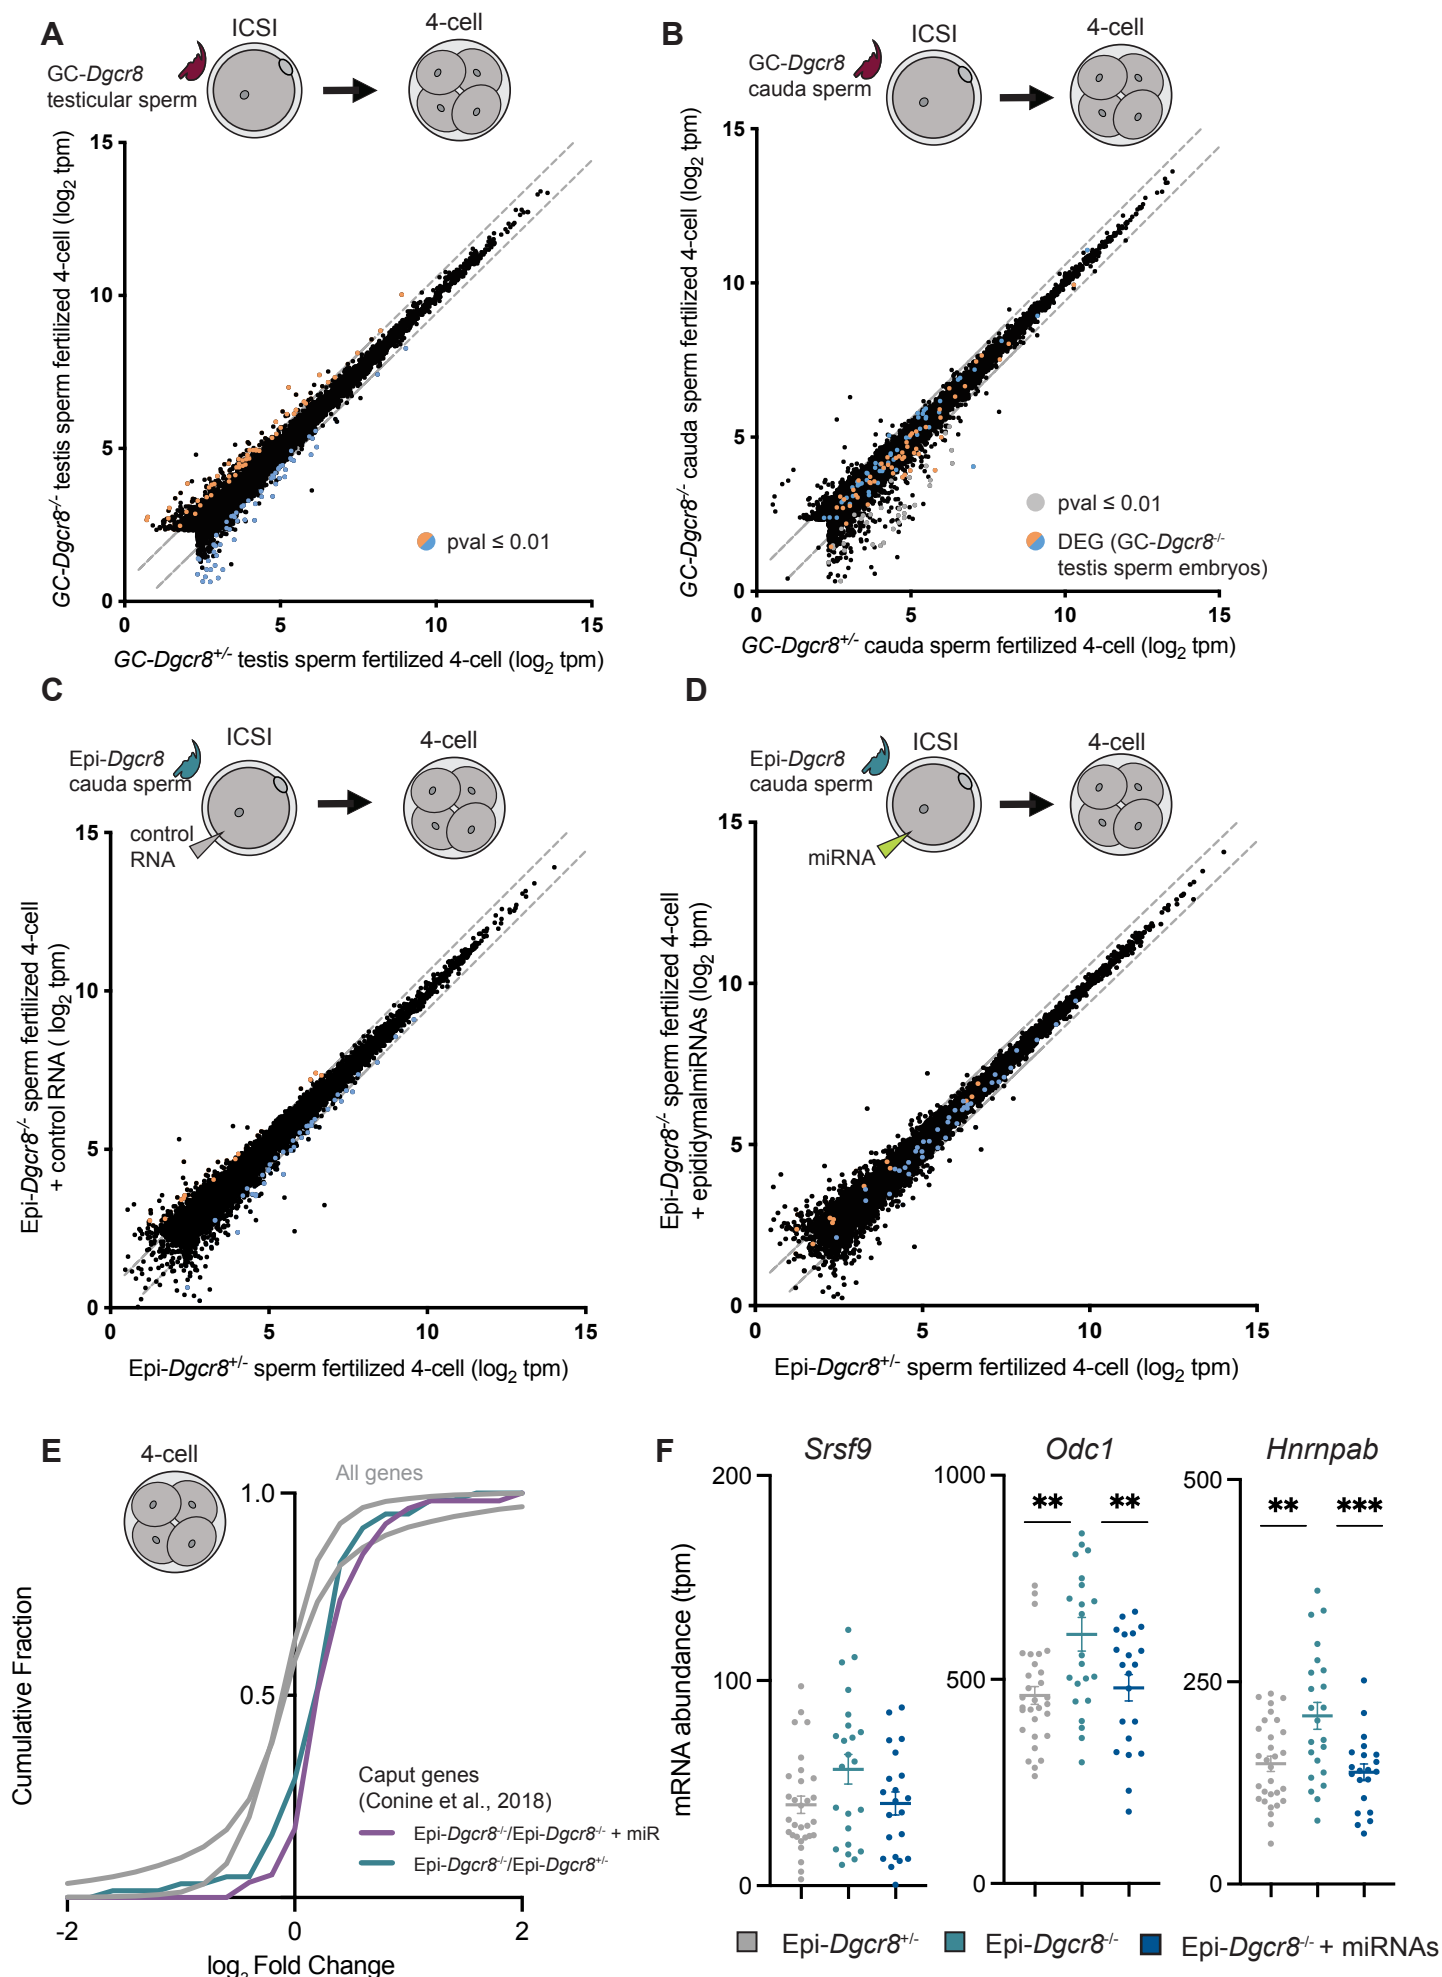 A
ICSI
4-cell
GC-Dgcr8
testicular sperm
GC-Dgcr8-/- testis sperm fertilized 4-cell (log2 tpm)
15
10
5
0
pval ≤ 0.01
0 5 10 15
GC-Dgcr8+/- testis sperm fertilized 4-cell (log2 tpm)
B
ICSI
4-cell
GC-Dgcr8
cauda sperm
GC-Dgcr8-/- cauda sperm fertilized 4-cell (log2 tpm)
15
10
5
0
pval ≤ 0.01
DEG (GC-Dgcr8-/-
testis sperm embryos)
0 5 10 15
GC-Dgcr8+/- cauda sperm fertilized 4-cell (log2 tpm)
C
ICSI
4-cell
Epi-Dgcr8
cauda sperm
control
RNA
Epi-Dgcr8-/- sperm fertilized 4-cell
+ control RNA ( log2 tpm)
15
10
5
0
0 5 10 15
Epi-Dgcr8+/- sperm fertilized 4-cell (log2 tpm)
D
ICSI
4-cell
Epi-Dgcr8
cauda sperm
miRNA
Epi-Dgcr8-/- sperm fertilized 4-cell
+ epididymalmiRNAs (log2 tpm)
15
10
5
0
0 5 10 15
Epi-Dgcr8+/- sperm fertilized 4-cell (log2 tpm)
E
4-cell
All genes
Cumulative Fraction
1.0
0.5
Caput genes
(Conine et al., 2018)
Epi-Dgcr8-/-/Epi-Dgcr8-/- + miR
Epi-Dgcr8-/-/Epi-Dgcr8+/-
-2 0 2
log2 Fold Change
F
Srsf9
Odc1
Hnrnpab
mRNA abundance (tpm)
200
100
0
1000
500
0
** **
500
250
0
** ***
Epi-Dgcr8+/-
Epi-Dgcr8-/-
Epi-Dgcr8-/- + miRNAs